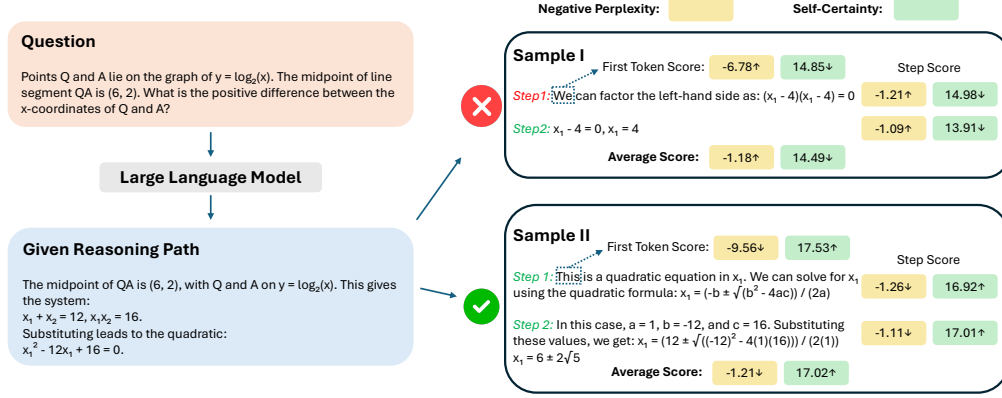 Negative Perplexity:
Self-Certainty:
Question
Points Q and A lie on the graph of y = log₂(x). The midpoint of line
segment QA is (6, 2). What is the positive difference between the
x-coordinates of Q and A?
Large Language Model
Given Reasoning Path
The midpoint of QA is (6, 2), with Q and A on y = log₂(x). This gives
the system:
x₁ + x₂ = 12, x₁x₂ = 16.
Substituting leads to the quadratic:
x₁² - 12x₁ + 16 = 0.
Sample I
First Token Score: -6.78↑ 14.85↓
Step Score
Step1: We can factor the left-hand side as: (x₁ - 4)(x₁ - 4) = 0 -1.21↑ 14.98↓
Step2: x₁ - 4 = 0, x₁ = 4 -1.09↑ 13.91↓
Average Score: -1.18↑ 14.49↓
Sample II
First Token Score: -9.56↓ 17.53↑
Step Score
Step 1: This is a quadratic equation in x₁. We can solve for x₁
using the quadratic formula: x₁ = (-b ± √(b² - 4ac)) / (2a) -1.26↓ 16.92↑
Step 2: In this case, a = 1, b = -12, and c = 16. Substituting
these values, we get: x₁ = (12 ± √((-12)² - 4(1)(16))) / (2(1)) -1.11↓ 17.01↑
x₁ = 6 ± 2√5
Average Score: -1.21↓ 17.02↑